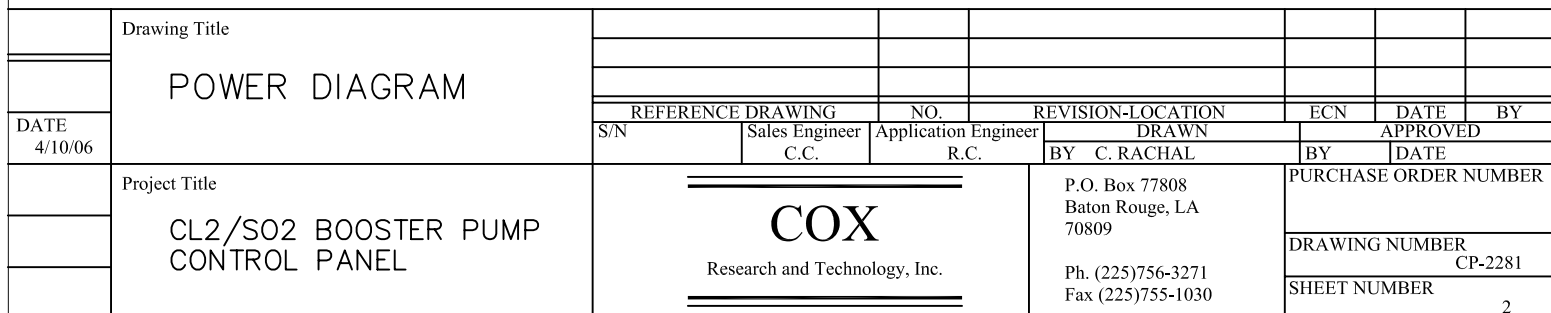 Drawing Title
POWER DIAGRAM
DATE
4/10/06
REFERENCE DRAWING NO. REVISION-LOCATION ECN DATE BY
S/N Sales Engineer Application Engineer DRAWN APPROVED
C.C. R.C. BY C. RACHAL BY DATE
Project Title
CL2/SO2 BOOSTER PUMP
CONTROL PANEL
COX
Research and Technology, Inc.
P.O. Box 77808
Baton Rouge, LA
70809
Ph. (225)756-3271
Fax (225)755-1030
PURCHASE ORDER NUMBER
DRAWING NUMBER
CP-2281
SHEET NUMBER
2